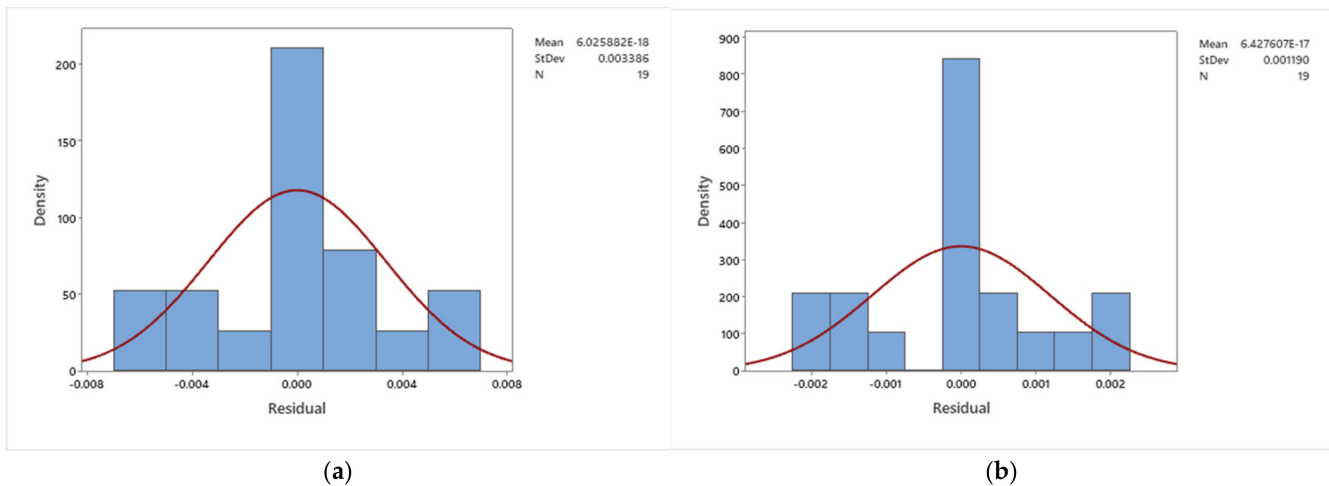 Mean 6.025882E-18
StDev 0.003386
N 19
200
150
100
50
0
Density
-0.008 -0.004 0.000 0.004 0.008
Residual
(a)
Mean 6.427607E-17
StDev 0.001190
N 19
900
800
700
600
500
400
300
200
100
0
Density
-0.002 -0.001 0.000 0.001 0.002
Residual
(b)